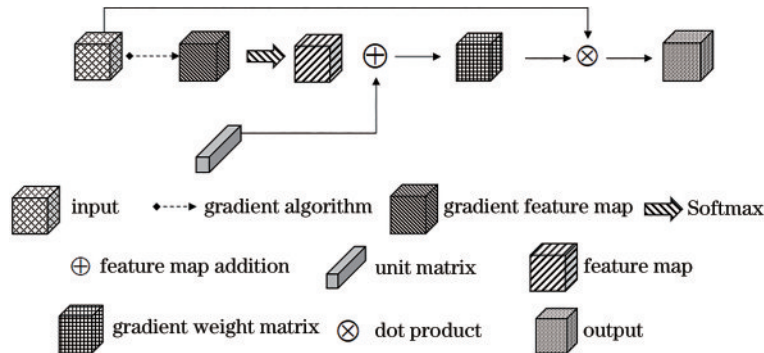 input gradient algorithm gradient feature map Softmax
feature map addition unit matrix feature map
gradient weight matrix dot product output